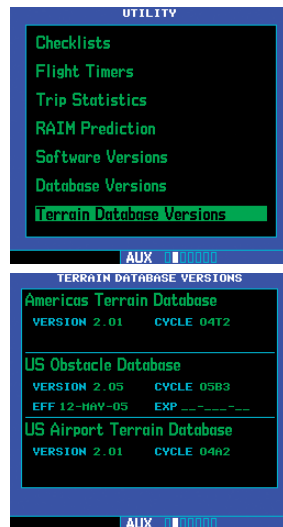 UTILITY
Checklists
Flight Timers
Trip Statistics
RAIM Prediction
Software Versions
Database Versions
Terrain Database Versions
AUX
TERRAIN DATABASE VERSIONS
Americas Terrain Database
VERSION 2.01 CYCLE 04T2
US Obstacle Database
VERSION 2.05 CYCLE 05B3
EFF 12-MAY-05 EXP __-___-__
US Airport Terrain Database
VERSION 2.01 CYCLE 04A2
AUX